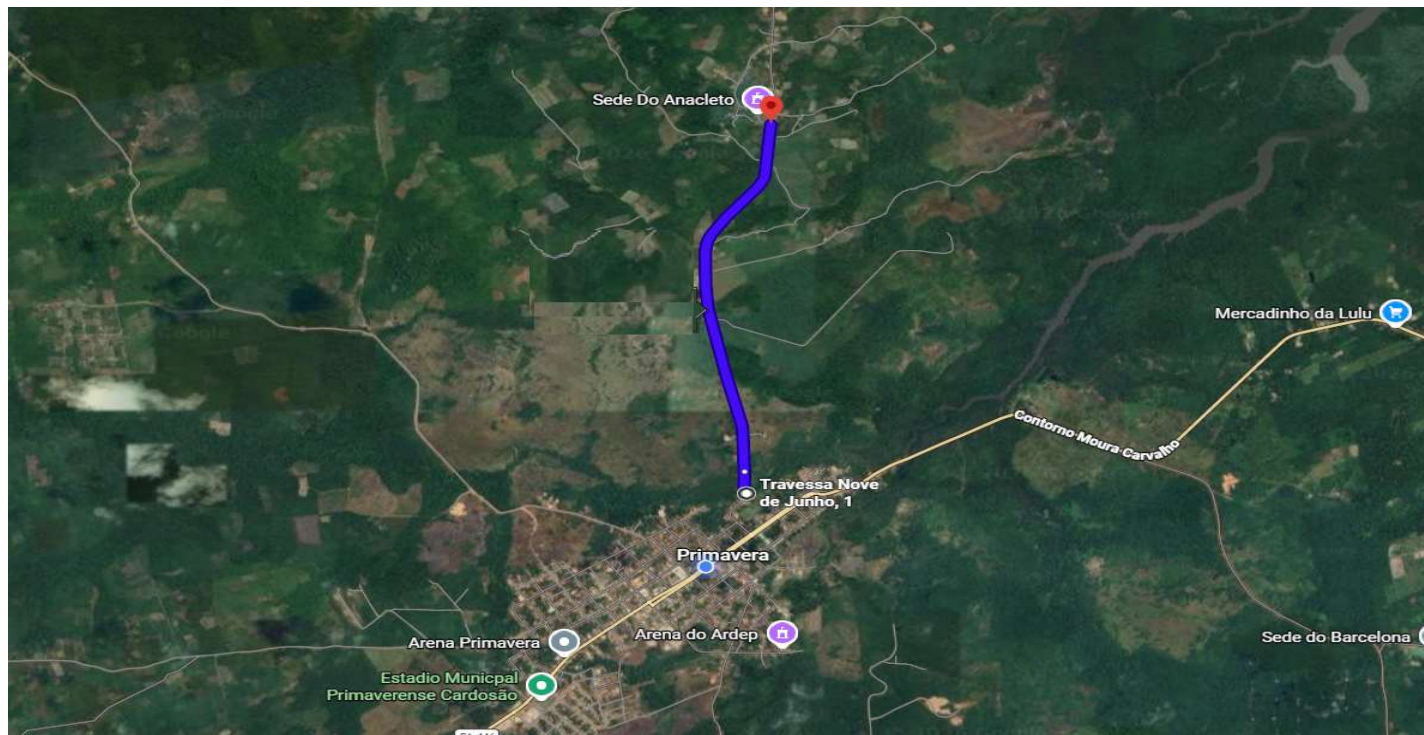 Sede Do Anacleto
Mercadinho da Lulu
Contorno Moura Carvalho
Travessa Nove
de Junho, 1
Primavera
Arena do Ardep
Arena Primavera
Sede do Barcelona
Estadio Municpal
Primaverense Cardosão